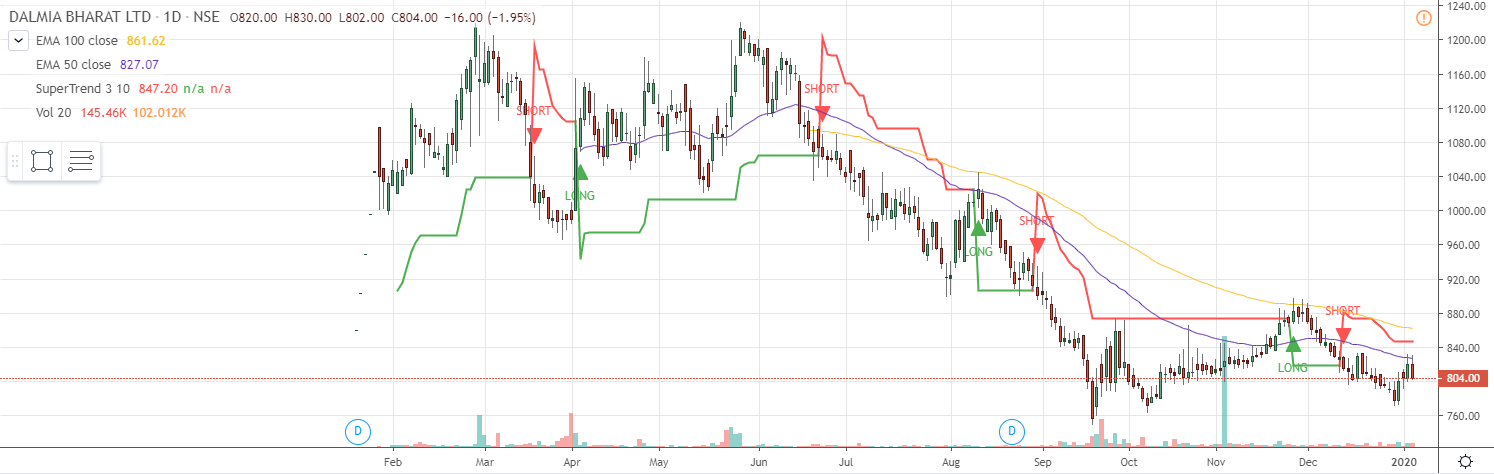 DALMIA BHARAT LTD · 1D · NSE O820.00 H830.00 L802.00 C804.00 −16.00 (−1.95%)
EMA 100 close 861.62
EMA 50 close 827.07
SuperTrend 3 10 847.20 n/a n/a
Vol 20 145.46K 102.012K
SHORT
LONG
SHORT
LONG
SHORT
LONG
SHORT
D
D
1240.00
1200.00
1160.00
1120.00
1080.00
1040.00
1000.00
960.00
920.00
880.00
840.00
804.00
760.00
Feb Mar Apr May Jun Jul Aug Sep Oct Nov Dec 2020